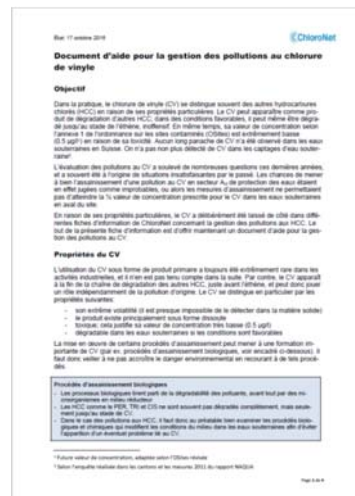 État: 17 octobre 2019
ChloroNet
Document d'aide pour la gestion des pollutions au chlorure
de vinyle
Objectif
Dans la pratique, le chlorure de vinyle (CV) se distingue souvent des autres hydrocarbures
chlorés (HCC) en raison de ses propriétés particulières. Le CV peut apparaître comme pro-
duit de dégradation d'autres HCC; dans des conditions favorables, il peut même être dégra-
dé jusqu'au stade de l'éthène, inoffensif. En même temps, sa valeur de concentration selon
l'annexe 1 de l'ordonnance sur les sites contaminés (OSites) est extrêmement basse
(0.5 µg/l¹) en raison de sa toxicité. Aucun long panache de CV n'a été observé dans les eaux
souterraines en Suisse. On n'a pas non plus détecté de CV dans les captages d'eau souter-
raine².
L'évaluation des pollutions au CV a soulevé de nombreuses questions ces dernières années,
et a souvent été à l'origine de situations insatisfaisantes par le passé. Les chances de mener
à bien l'assainissement d'une pollution au CV en secteur Aᵤ de protection des eaux étaient
en effet jugées comme improbables, ou alors les mesures d'assainissement ne permettaient
pas d'atteindre la ½ valeur de concentration prescrite pour le CV dans les eaux souterraines
en aval du site.
En raison de ses propriétés particulières, le CV a délibérément été laissé de côté dans diffé-
rentes fiches d'information de ChloroNet concernant la gestion des pollutions aux HCC. Le
but de la présente fiche d'information est d'offrir maintenant un document d'aide pour la ges-
tion des pollutions au CV.
Propriétés du CV
L'utilisation du CV sous forme de produit primaire a toujours été extrêmement rare dans les
activités industrielles, et il n'en est pas tenu compte dans la suite. Par contre, le CV apparaît
à la fin de la chaîne de dégradation des autres HCC, juste avant l'éthène, et peut donc jouer
un rôle indépendamment de la pollution d'origine. Le CV se distingue en particulier par les
propriétés suivantes:
- son extrême volatilité (il est presque impossible de le détecter dans la matière solide)
- le produit existe principalement sous forme dissoute
- toxique; cela justifie sa valeur de concentration très basse (0.5 µg/l)
- dégradable dans les eaux souterraines si les conditions sont favorables
La mise en œuvre de certains procédés d'assainissement peut mener à une formation im-
portante de CV (par ex. procédés d'assainissement biologiques, voir encadré ci-dessous). Il
faut donc veiller à ne pas accroître le danger environnemental en recourant à de tels procé-
dés.
Procédés d'assainissement biologiques
- Les processus biologiques tirent parti de la dégradabilité des polluants, avant tout par des mi-
croorganismes en milieu réducteur
- Les HCC comme le PER, TRI et CIS ne sont souvent pas dégradés complètement, mais seule-
ment jusqu'au stade du CV.
- Dans le cas des pollutions aux HCC, il faut donc au préalable bien examiner les procédés biolo-
giques et chimiques qui modifient les conditions du milieu dans les eaux souterraines afin d'éviter
l'apparition d'un éventuel problème de au CV.
¹ Future valeur de concentration, adaptée selon l'OSites révisée
² Selon l'enquête réalisée dans les cantons et les mesures 2011 du rapport NAQUA